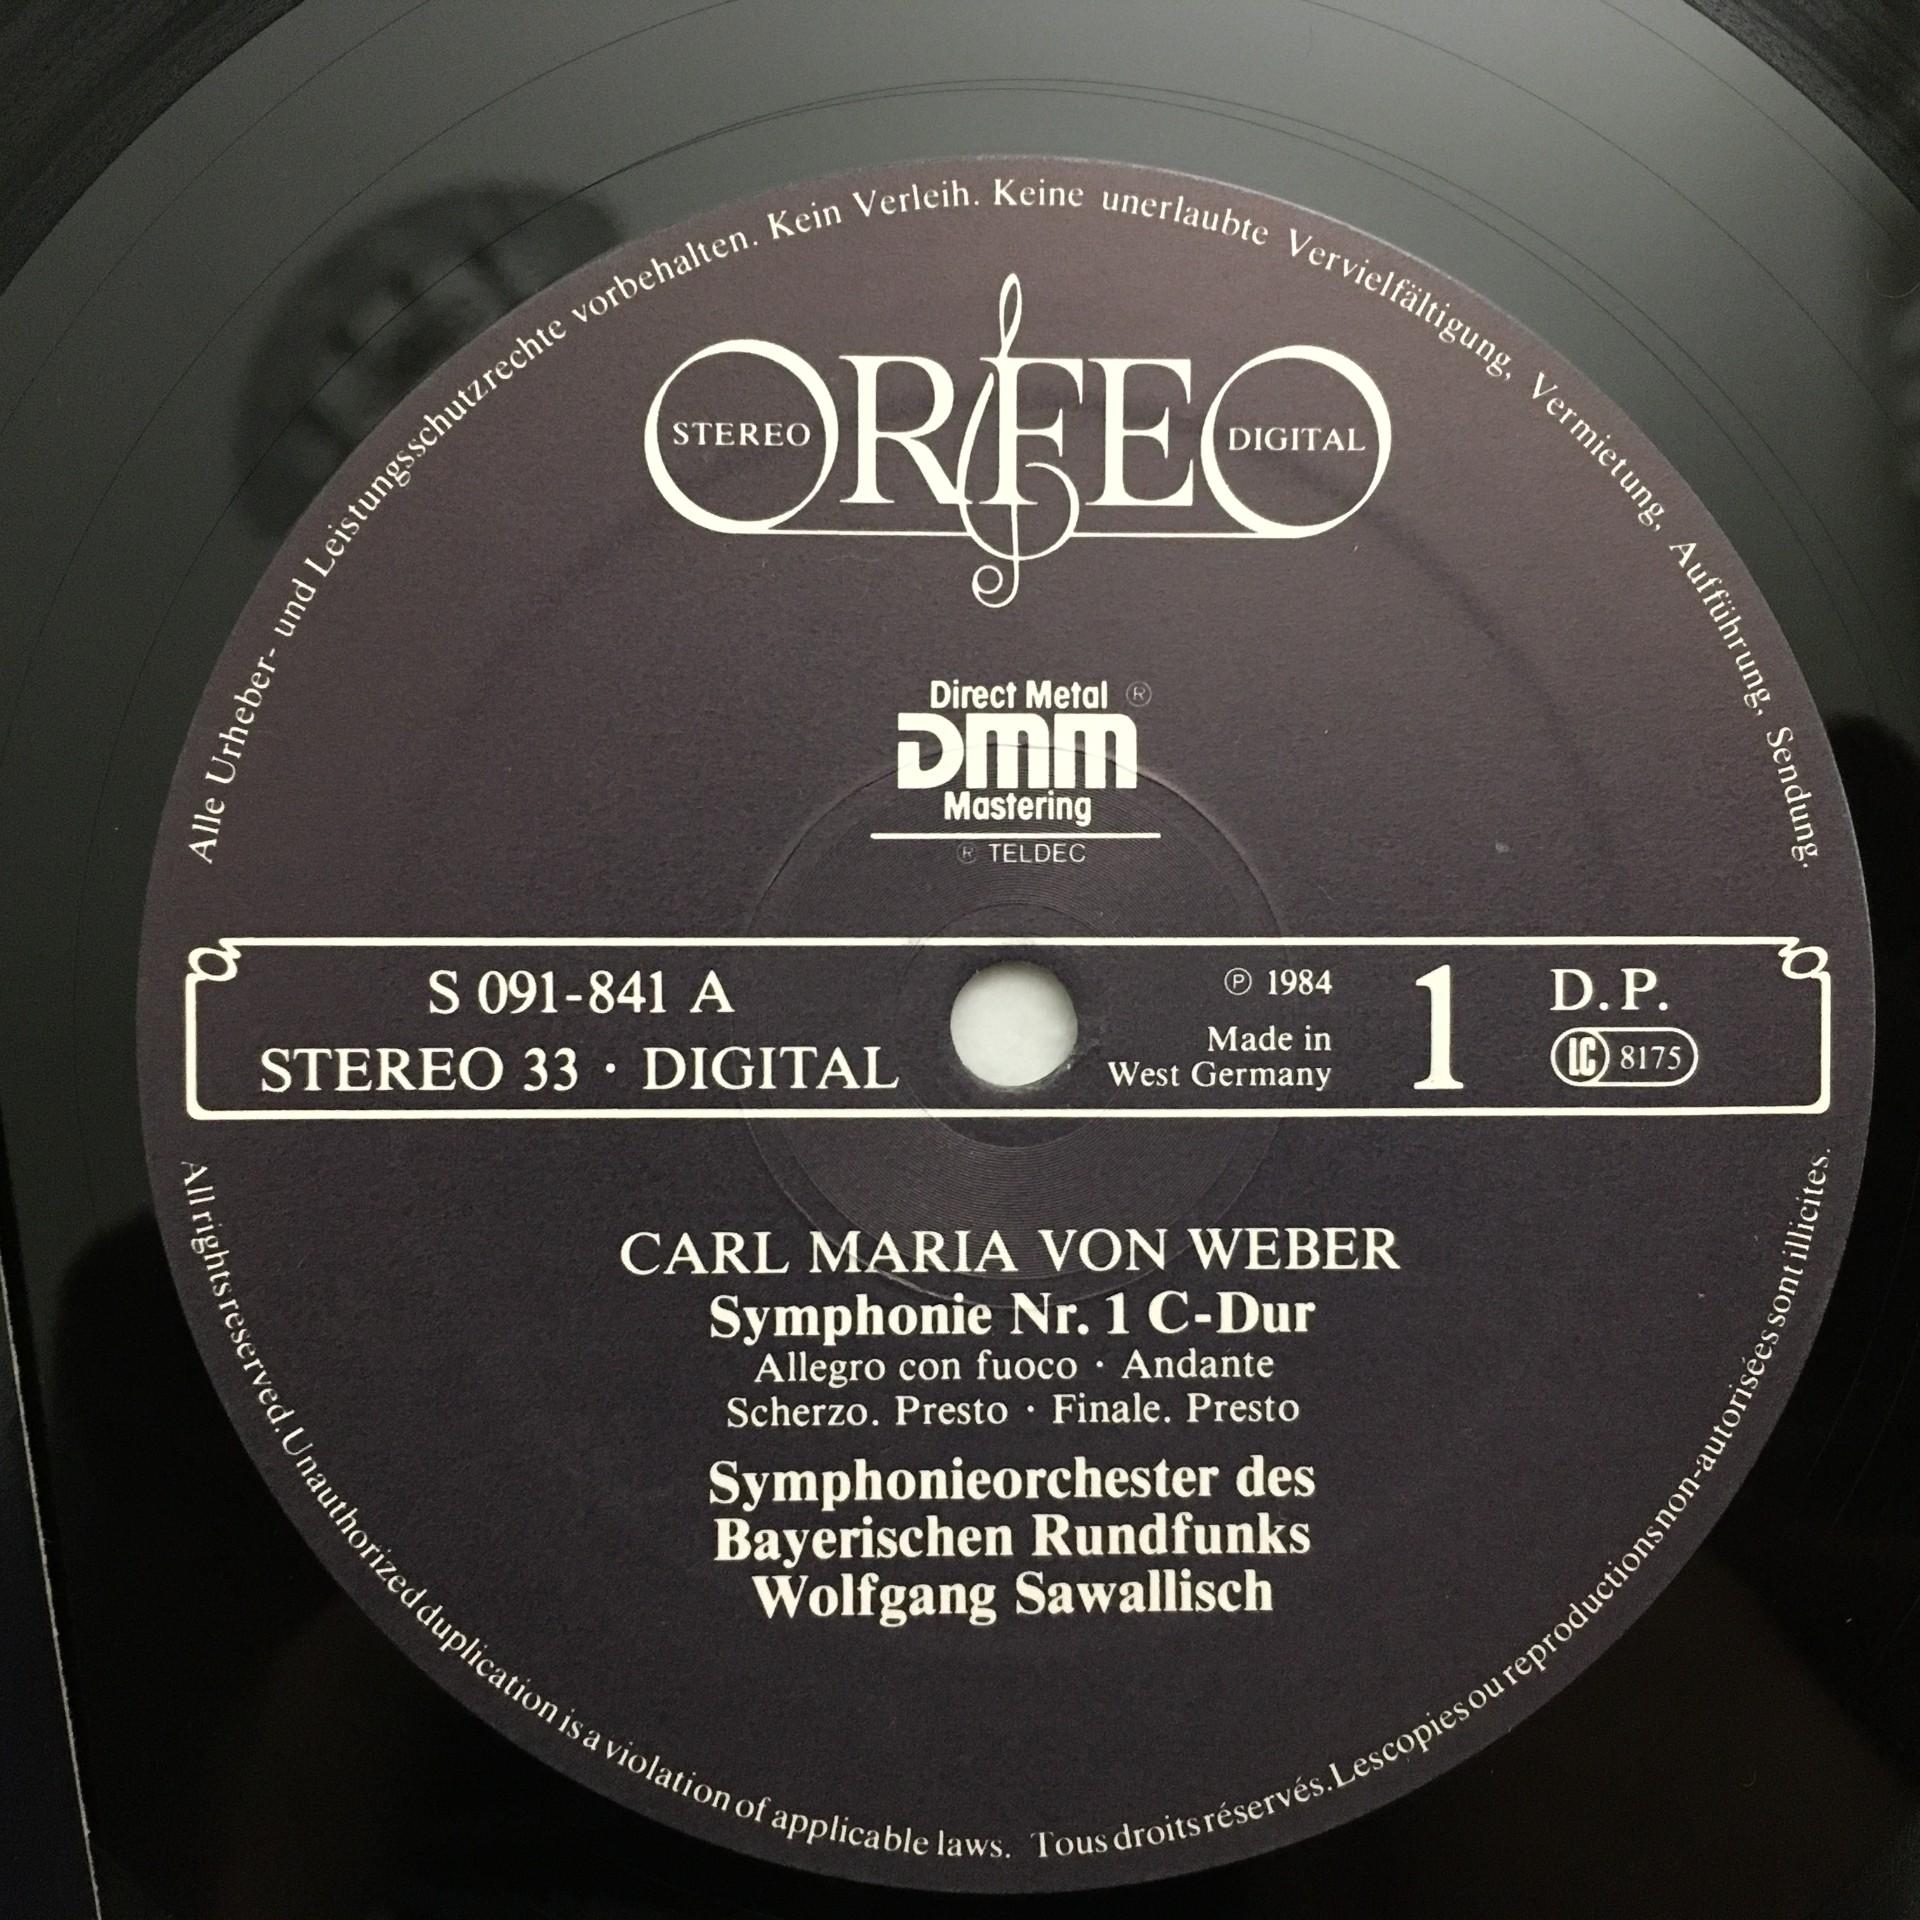 Alle Urheber- und Leistungsschutzrechte vorbehalten. Kein Verleih. Keine unerlaubte Vervielfältigung, Vermietung, Aufführung, Sendung.
ORFEO
STEREO
DIGITAL
Direct Metal ®
DMM
Mastering
® TELDEC
S 091-841 A
STEREO 33 · DIGITAL
℗ 1984
Made in
West Germany
1
D.P.
LC 8175
CARL MARIA VON WEBER
Symphonie Nr. 1 C-Dur
Allegro con fuoco · Andante
Scherzo. Presto · Finale. Presto
Symphonieorchester des
Bayerischen Rundfunks
Wolfgang Sawallisch
All rights reserved. Unauthorized duplication is a violation of applicable laws. Tous droits réservés. Les copies ou reproductions non-autorisées sont illicites.